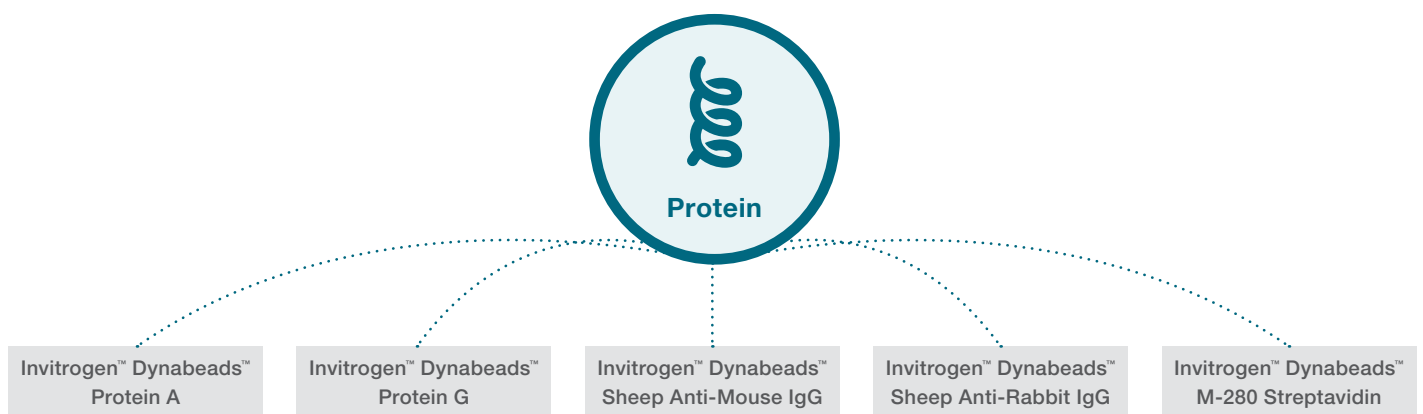 Protein
Invitrogen™ Dynabeads™
Protein A
Invitrogen™ Dynabeads™
Protein G
Invitrogen™ Dynabeads™
Sheep Anti-Mouse IgG
Invitrogen™ Dynabeads™
Sheep Anti-Rabbit IgG
Invitrogen™ Dynabeads™
M-280 Streptavidin